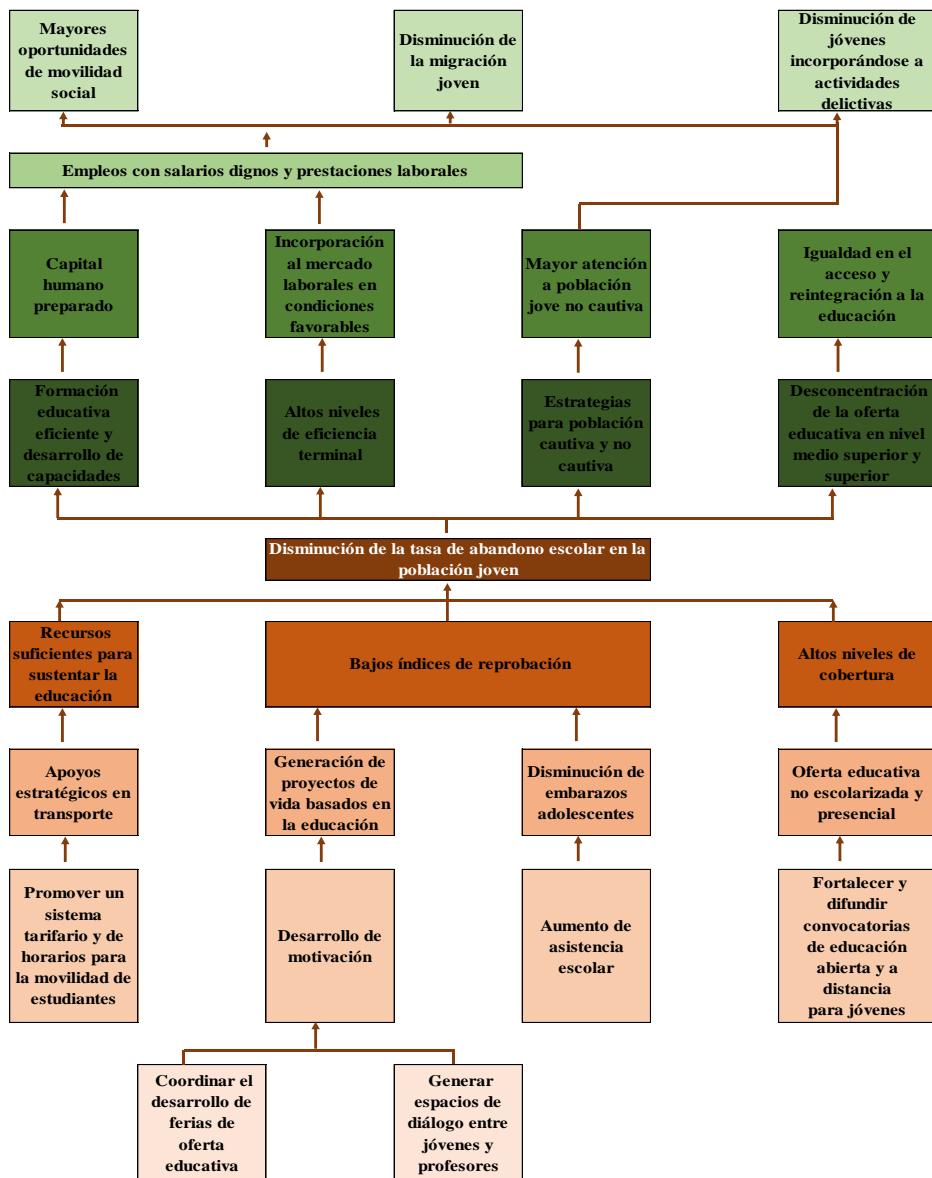 Mayores
oportunidades
de movilidad
social
Disminución de
la migración
joven
Disminución de
jóvenes
incorporándose a
actividades
delictivas
Empleos con salarios dignos y prestaciones laborales
Capital
humano
preparado
Incorporación
al mercado
laborales en
condiciones
favorables
Mayor atención
a población
jove no cautiva
Igualdad en el
acceso y
reintegración a la
educación
Formación
educativa
eficiente y
desarrollo de
capacidades
Altos niveles
de eficiencia
terminal
Estrategias
para población
cautiva y no
cautiva
Desconcentración
de la oferta
educativa en nivel
medio superior y
superior
Disminución de la tasa de abandono escolar en la
población joven
Recursos
suficientes para
sustentar la
educación
Bajos índices de reprobación
Altos niveles de
cobertura
Apoyos
estratégicos en
transporte
Generación de
proyectos de
vida basados en
la educación
Disminución de
embarazos
adolescentes
Oferta educativa
no escolarizada y
presencial
Promover un
sistema
tarifario y de
horarios para
la movilidad de
estudiantes
Desarrollo de
motivación
Aumento de
asistencia
escolar
Fortalecer y
difundir
convocatorias
de educación
abierta y a
distancia
para jóvenes
Coordinar el
desarrollo de
ferias de
oferta
educativa
Generar
espacios de
diálogo entre
jóvenes y
profesores